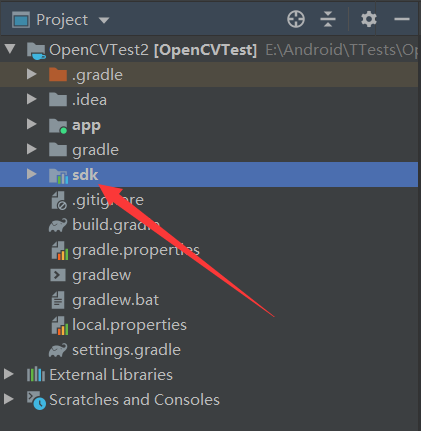 Project
OpenCVTest2 [OpenCVTest] E:\Android\TTests\Op
.gradle
.idea
app
gradle
sdk
.gitignore
build.gradle
gradle.properties
gradlew
gradlew.bat
local.properties
settings.gradle
External Libraries
Scratches and Consoles